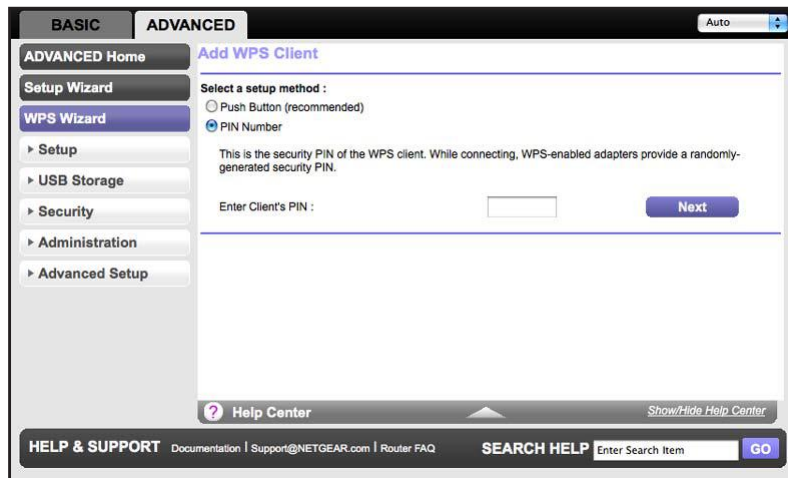 BASIC ADVANCED Auto
ADVANCED Home
Setup Wizard
WPS Wizard
Setup
USB Storage
Security
Administration
Advanced Setup
Add WPS Client
Select a setup method :
Push Button (recommended)
PIN Number
This is the security PIN of the WPS client. While connecting, WPS-enabled adapters provide a randomly-
generated security PIN.
Enter Client's PIN :
Next
? Help Center Show/Hide Help Center
HELP & SUPPORT Documentation | Support@NETGEAR.com | Router FAQ SEARCH HELP Enter Search Item GO